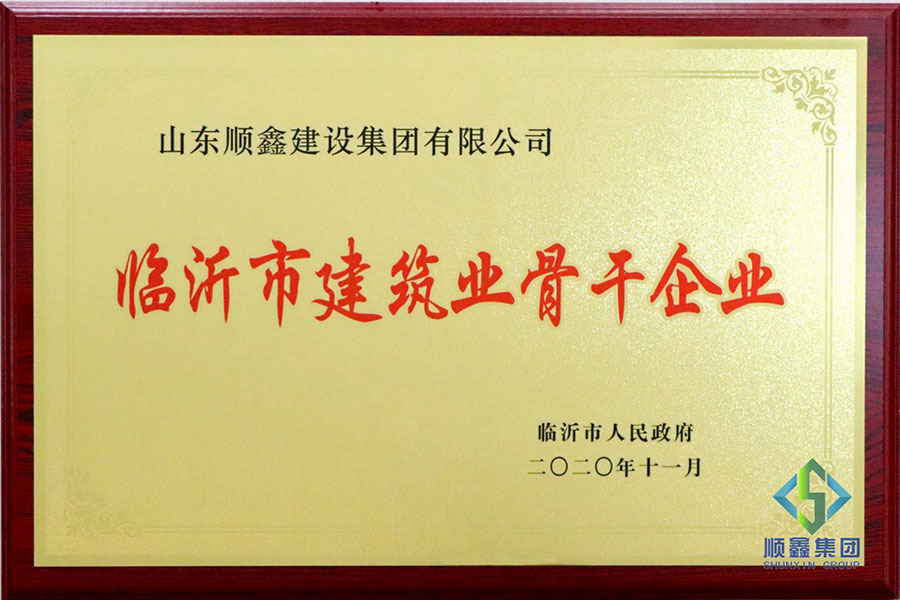 山东顺鑫建设集团有限公司
临沂市建筑业骨干企业
临沂市人民政府
二〇二〇年十一月
顺鑫集团
SHUNXIN GROUP